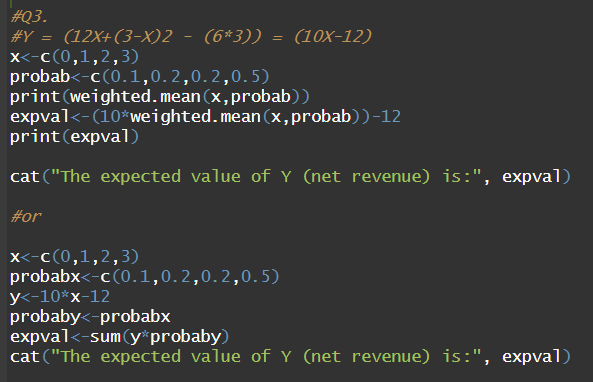 #Q3.
#Y = (12X+(3-X)2 - (6*3)) = (10X-12)
x<-c(0,1,2,3)
probab<-c(0.1,0.2,0.2,0.5)
print(weighted.mean(x,probab))
expval<-(10*weighted.mean(x,probab))-12
print(expval)
cat("The expected value of Y (net revenue) is:", expval)
#or
x<-c(0,1,2,3)
probabx<-c(0.1,0.2,0.2,0.5)
y<-10*x-12
probaby<-probabx
expval<-sum(y*probaby)
cat("The expected value of Y (net revenue) is:", expval)